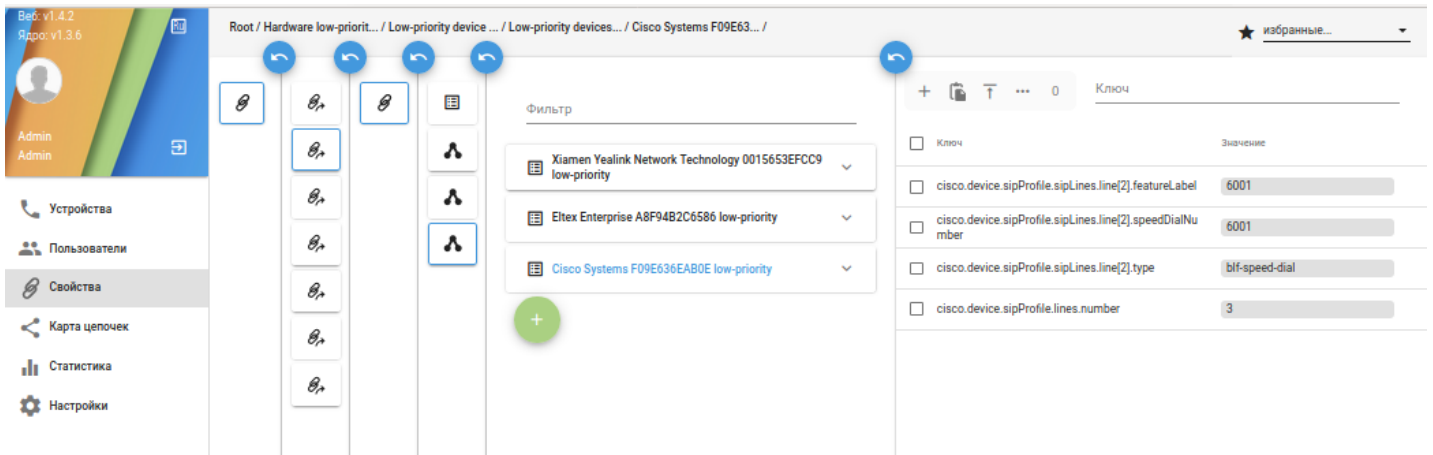 Веб: v1.4.2
Ru
Ядро: v1.3.6
Admin
Admin
Устройства
Пользователи
Свойства
Карта цепочек
Статистика
Настройки
Root / Hardware low-priorit... / Low-priority device ... / Low-priority devices... / Cisco Systems F09E63... /
избранные...
Фильтр
Xiamen Yealink Network Technology 0015653EFCC9
low-priority
Eltex Enterprise A8F94B2C6586 low-priority
Cisco Systems F09E636EAB0E low-priority
0
Ключ
Ключ Значение
cisco.device.sipProfile.sipLines.line[2].featureLabel 6001
cisco.device.sipProfile.sipLines.line[2].speedDialNu
mber 6001
cisco.device.sipProfile.sipLines.line[2].type blf-speed-dial
cisco.device.sipProfile.lines.number 3